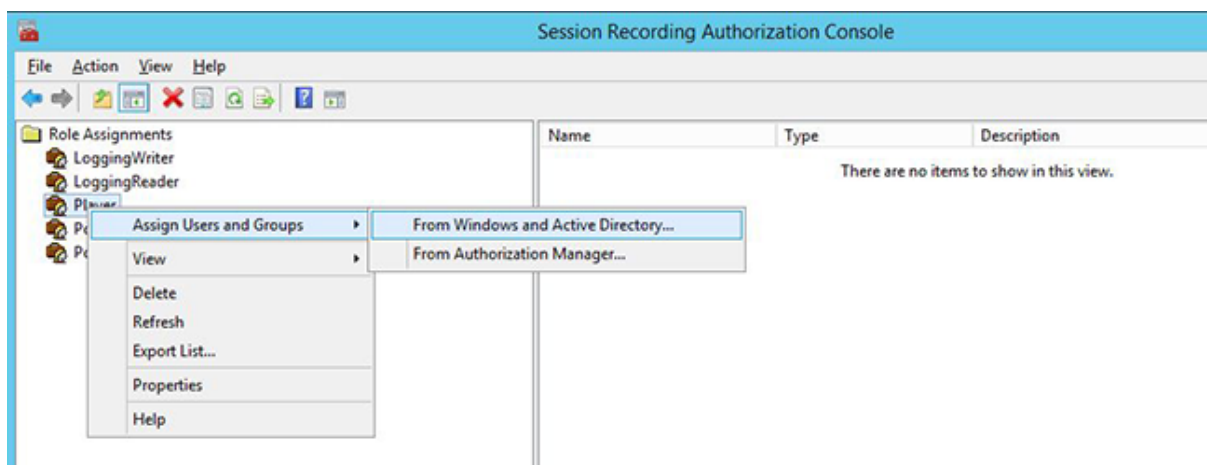 Session Recording Authorization Console
File Action View Help
Role Assignments
Name Type Description
LoggingWriter
There are no items to show in this view.
LoggingReader
Player
Assign Users and Groups
From Windows and Active Directory...
From Authorization Manager...
View
Delete
Refresh
Export List...
Properties
Help